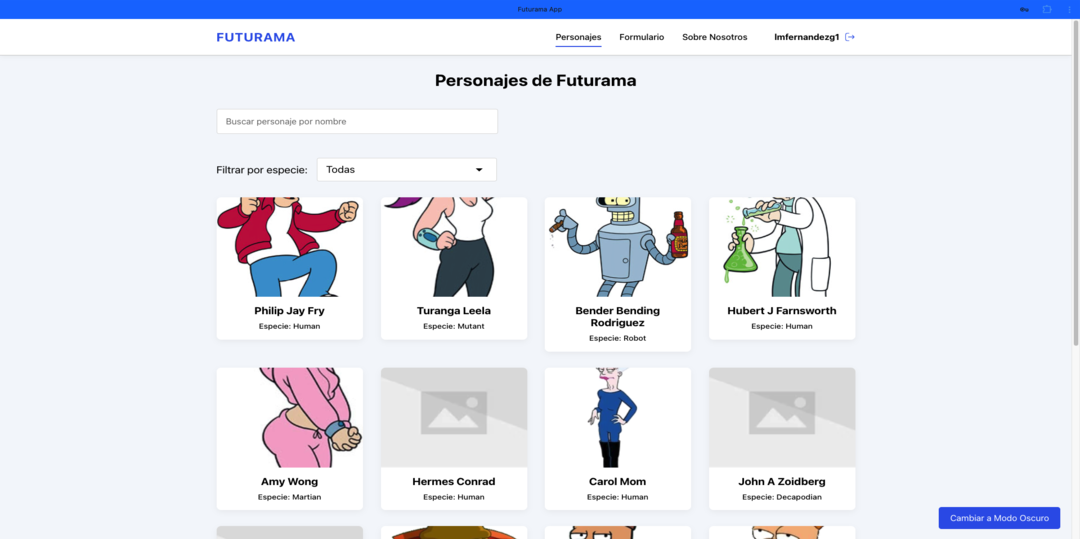 Futurama App
FUTURAMA
Personajes
Formulario
Sobre Nosotros
lmfernandezg1
Personajes de Futurama
Buscar personaje por nombre
Filtrar por especie:
Todas
Philip Jay Fry
Especie: Human
Turanga Leela
Especie: Mutant
Bender Bending
Rodriguez
Especie: Robot
Hubert J Farnsworth
Especie: Human
Amy Wong
Especie: Martian
Hermes Conrad
Especie: Human
Carol Mom
Especie: Human
John A Zoidberg
Especie: Decapodian
Cambiar a Modo Oscuro